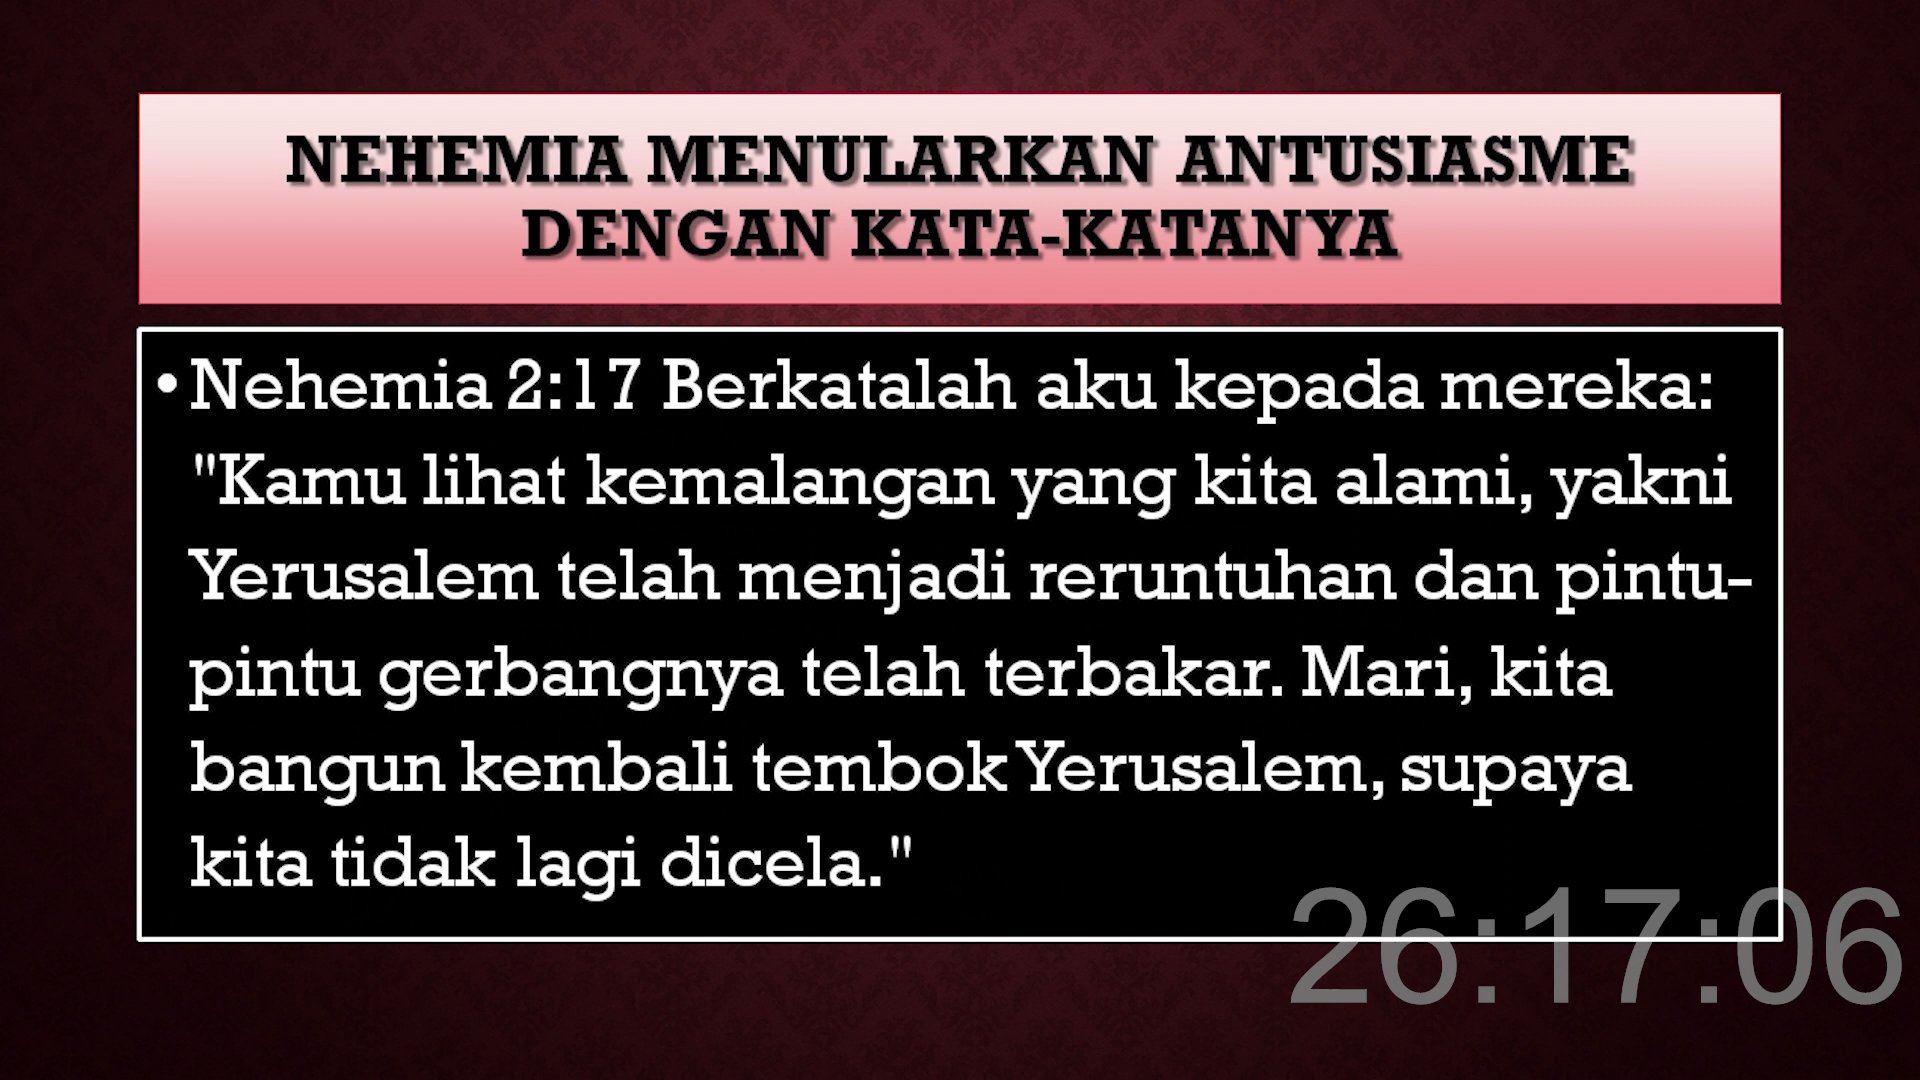 NEHEMIA MENULARKAN ANTUSIASME
DENGAN KATA-KATANYA
• Nehemia 2:17 Berkatalah aku kepada mereka:
"Kamu lihat kemalangan yang kita alami, yakni
Yerusalem telah menjadi reruntuhan dan pintu-
pintu gerbangnya telah terbakar. Mari, kita
bangun kembali tembok Yerusalem, supaya
kita tidak lagi dicela."
26:17:06